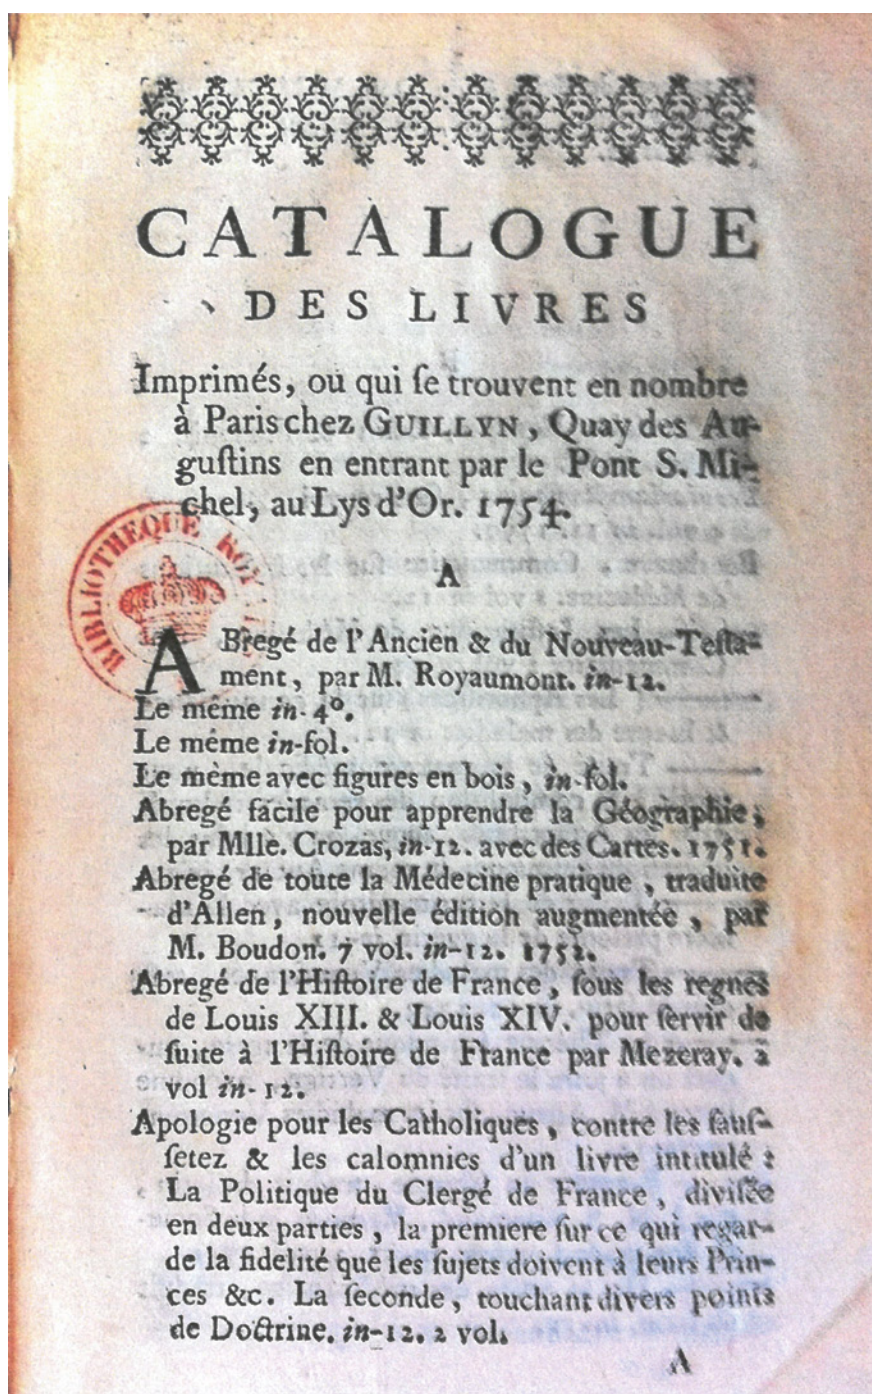 CATALOGUE
DES LIVRES
Imprimés, ou qui ſe trouvent en nombre
à Paris chez GUILLYN, Quay des Au-
guſtins en entrant par le Pont S. Mi-
chel, au Lys d'Or. 1754.
BIBLIOTHEQUE ROY
A
ABregé de l'Ancien & du Nouveau-Teſta-
ment, par M. Royaumont. in-12.
Le même in-4°.
Le même in-fol.
Le mème avec figures en bois, in-fol.
Abregé facile pour apprendre la Géographie,
par Mlle. Crozas, in-12. avec des Cartes. 1751.
Abregé de toute la Médecine pratique, traduite
d'Allen, nouvelle édition augmentée, par
M. Boudon. 7 vol. in-12. 1752.
Abregé de l'Hiſtoire de France, ſous les regnes
de Louis XIII. & Louis XIV. pour ſervir de
ſuite à l'Hiſtoire de France par Mezeray. 2
vol in-12.
Apologie pour les Catholiques, contre les fauſ-
ſetez & les calomnies d'un livre intitulé :
La Politique du Clergé de France, diviſée
en deux parties, la premiere ſur ce qui regar-
de la fidelité que les ſujets doivent à leurs Prin-
ces &c. La ſeconde, touchant divers points
de Doctrine. in-12. 2 vol.
A